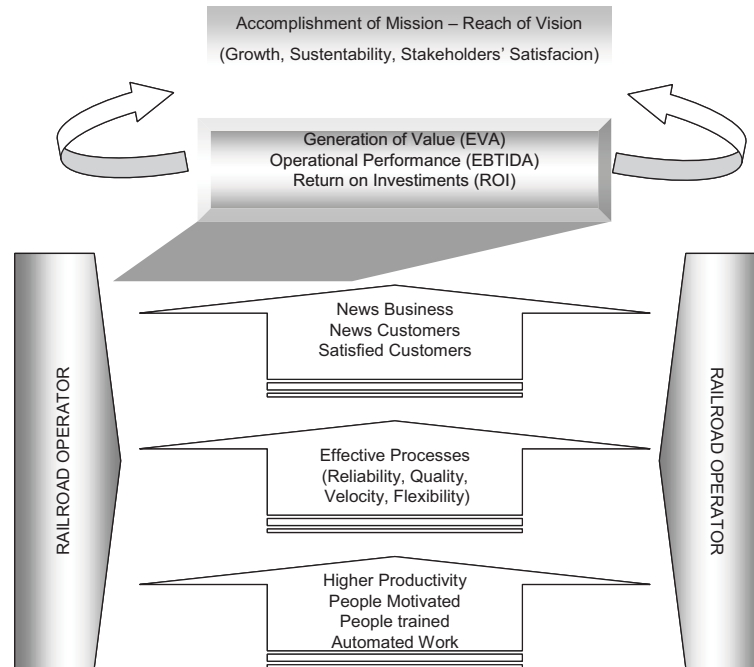 Accomplishment of Mission – Reach of Vision
(Growth, Sustentability, Stakeholders’ Satisfacion)
Generation of Value (EVA)
Operational Performance (EBTIDA)
Return on Investiments (ROI)
RAILROAD OPERATOR
News Business
News Customers
Satisfied Customers
Effective Processes
(Reliability, Quality,
Velocity, Flexibility)
Higher Productivity
People Motivated
People trained
Automated Work
RAILROAD OPERATOR